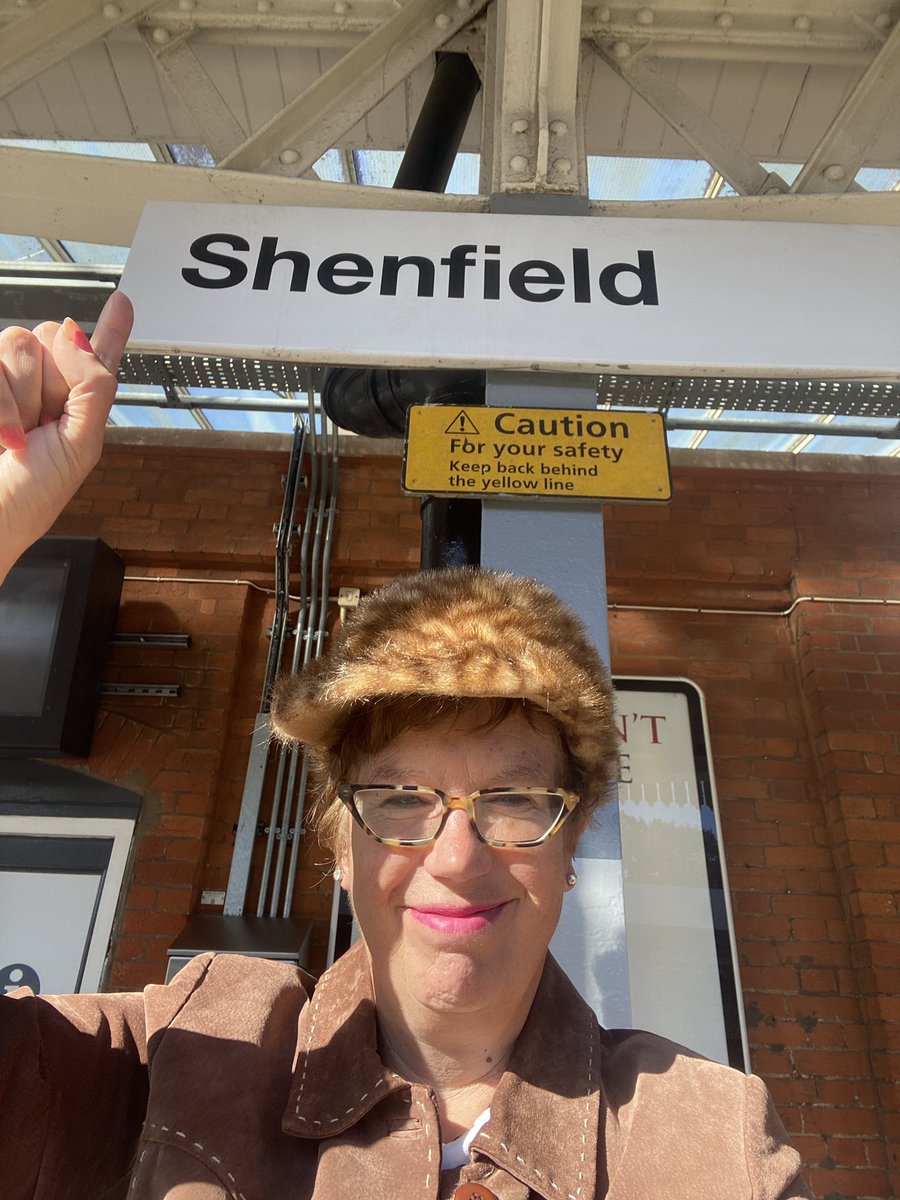 Shenfield
Caution
For your safety
Keep back behind
the yellow line
N'T
E
i